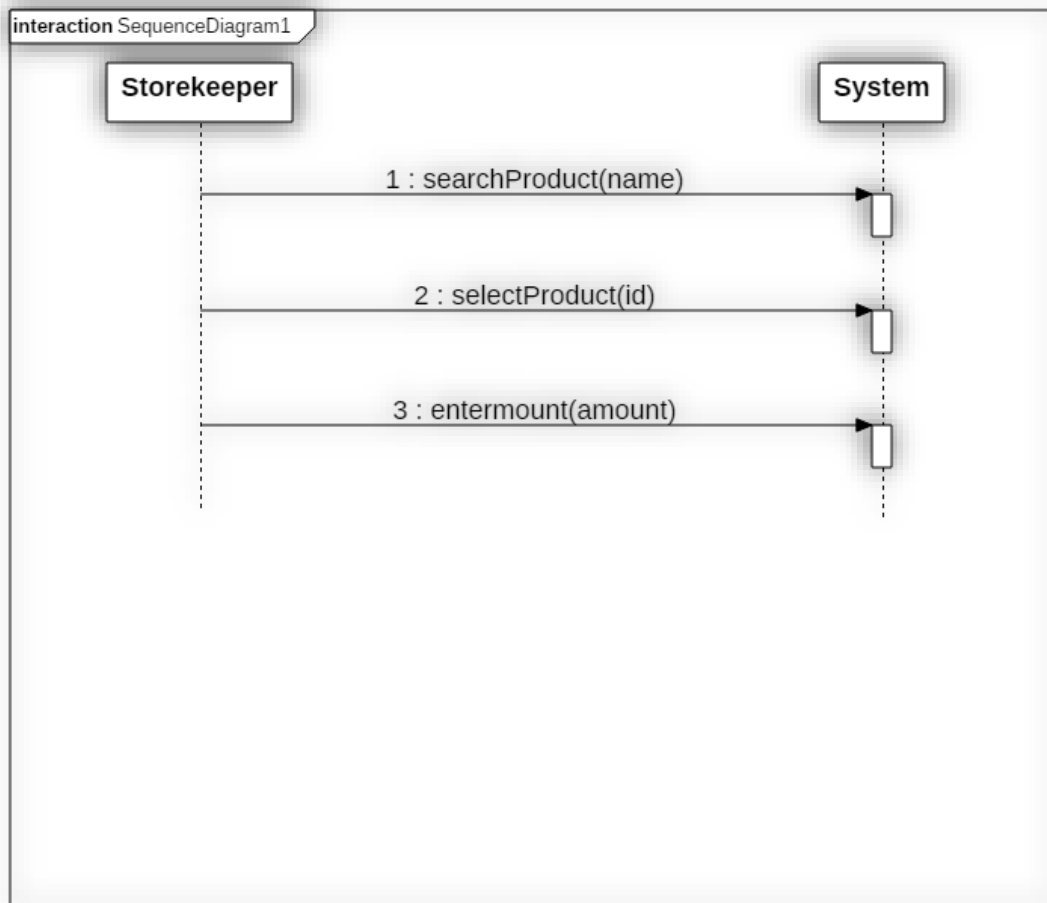 interaction SequenceDiagram1
Storekeeper
System
1 : searchProduct(name)
2 : selectProduct(id)
3 : entermount(amount)